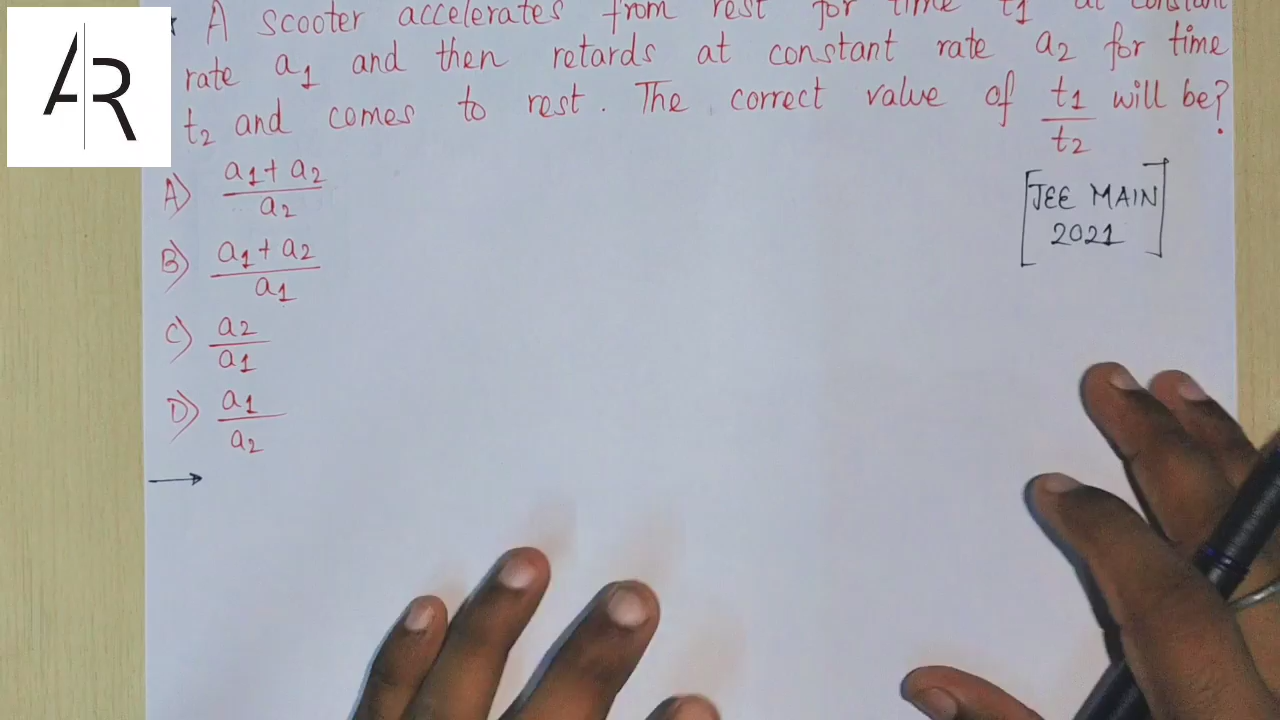 A scooter accelerates from rest for time t1 at constant
rate a1 and then retards at constant rate a2 for time
t2 and comes to rest. The correct value of t1/t2 will be?
A) a1 + a2 / a2
B) a1 + a2 / a1
C) a2 / a1
D) a1 / a2
[JEE MAIN
2021]
AR